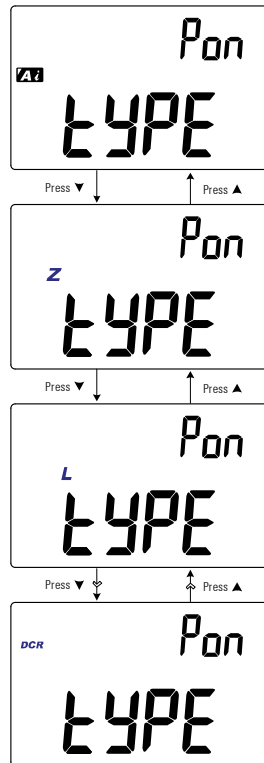 Pon
Ai
tYPE
Press ▼ Press ▲
Pon
Z
tYPE
Press ▼ Press ▲
Pon
L
tYPE
Press ▼ Press ▲
Pon
DCR
tYPE